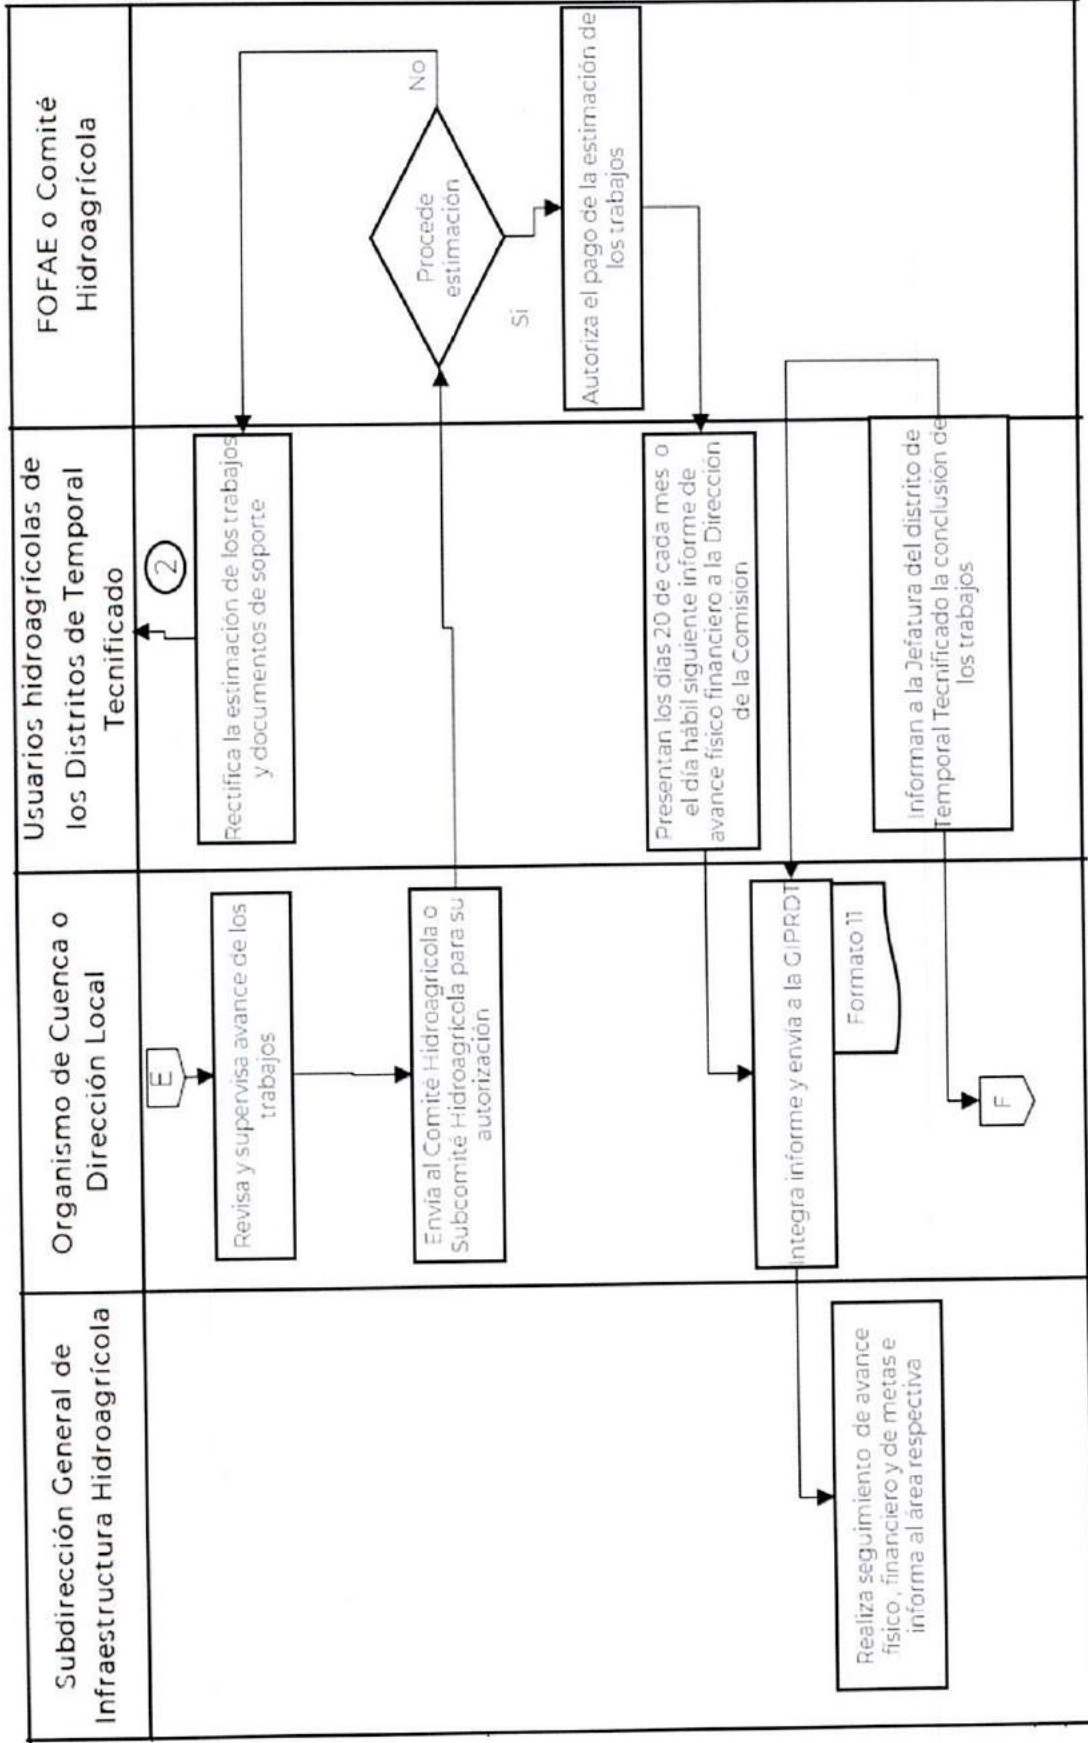 Subdirección General de
Infraestructura Hidroagrícola
Organismo de Cuenca o
Dirección Local
Usuarios hidroagrícolas de
los Distritos de Temporal
Tecnificado
FOFAE o Comité
Hidroagrícola
E
Revisa y supervisa avance de los
trabajos
Envía al Comité Hidroagrícola o
Subcomité Hidroagrícola para su
autorización
2
Rectifica la estimación de los trabajos
y documentos de soporte
No
Procede
estimación
Si
Autoriza el pago de la estimación de
los trabajos
Presentan los días 20 de cada mes o
el día hábil siguiente informe de
avance físico financiero a la Dirección
de la Comisión
Integra informe y envia a la GIPRDT
Formato 11
Realiza seguimiento de avance
físico , financiero y de metas e
informa al área respectiva
Informan a la Jefatura del distrito de
Temporal Tecnificado la conclusión de
los trabajos
F